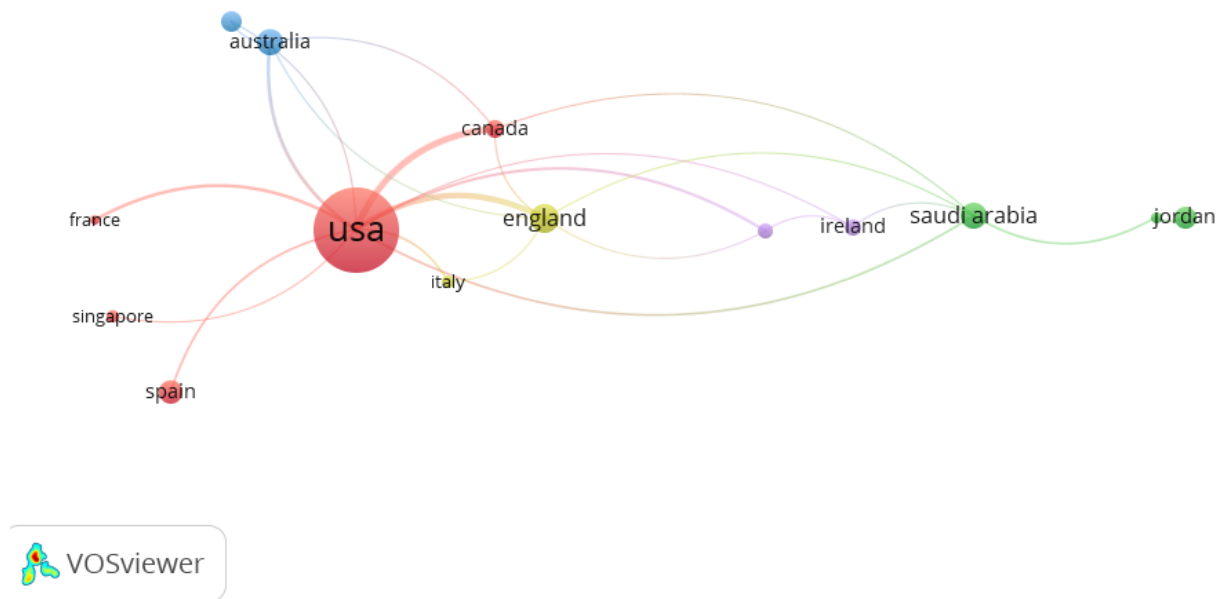 australia
canada
france
usa
england
ireland
saudi arabia
jordan
italy
singapore
spain
VOSviewer